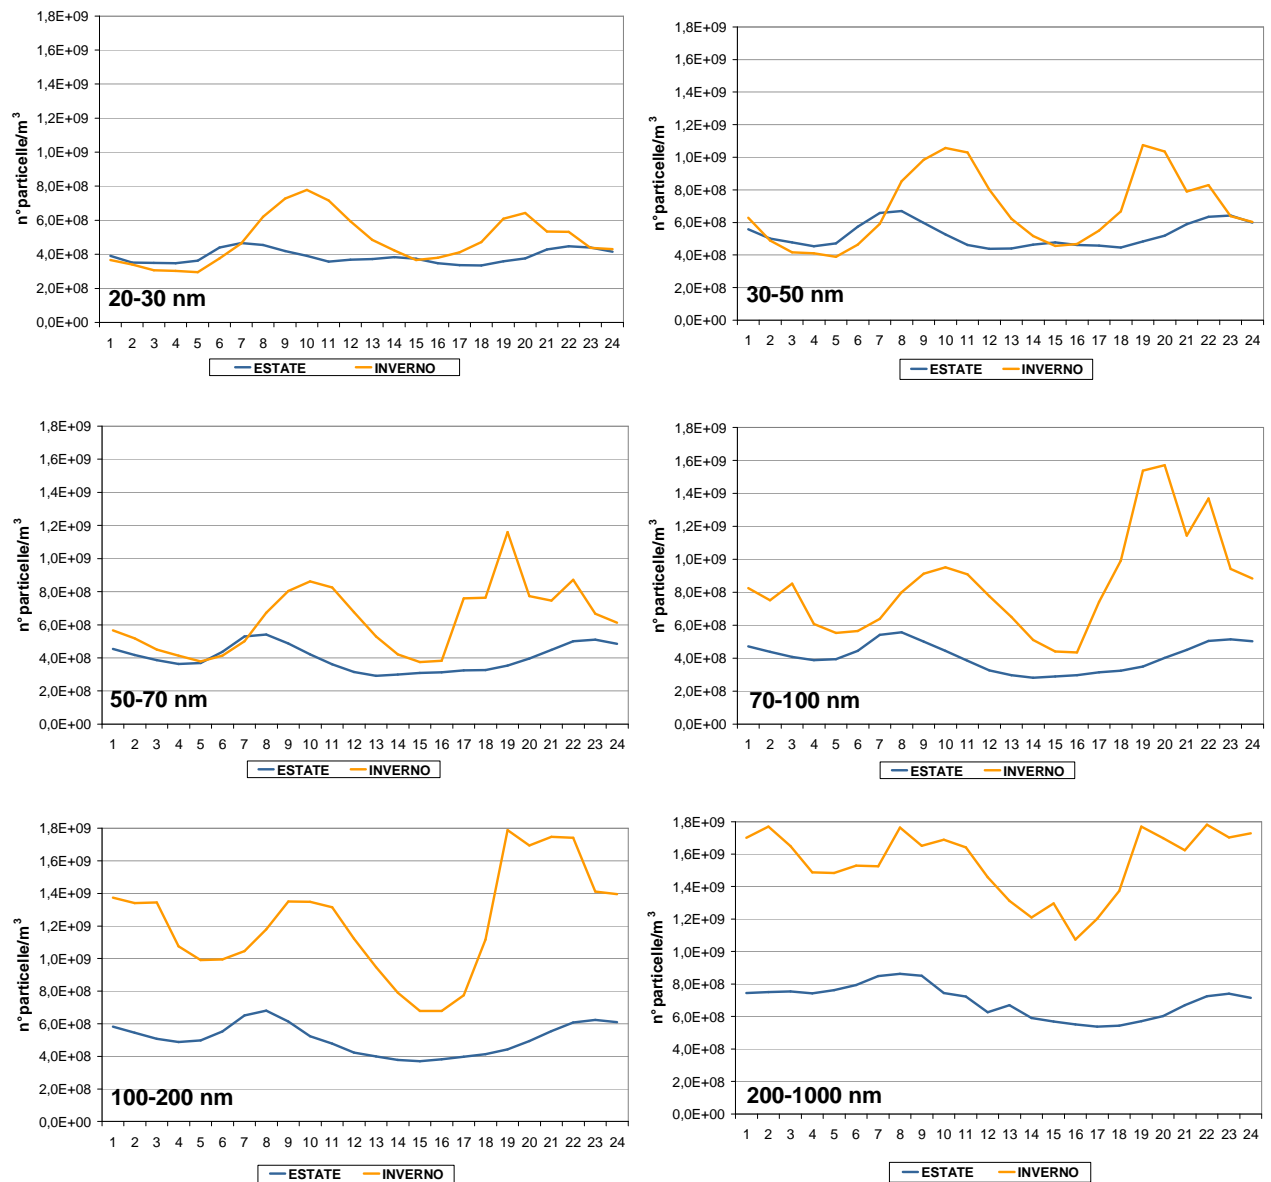 n° particelle/m³
1,8E+09
1,6E+09
1,4E+09
1,2E+09
1,0E+09
8,0E+08
6,0E+08
4,0E+08
2,0E+08
0,0E+00
20-30 nm
1 2 3 4 5 6 7 8 9 10 11 12 13 14 15 16 17 18 19 20 21 22 23 24
ESTATE INVERNO
n° particelle/m³
1,8E+09
1,6E+09
1,4E+09
1,2E+09
1,0E+09
8,0E+08
6,0E+08
4,0E+08
2,0E+08
0,0E+00
30-50 nm
1 2 3 4 5 6 7 8 9 10 11 12 13 14 15 16 17 18 19 20 21 22 23 24
ESTATE INVERNO
n° particelle/m³
1,8E+09
1,6E+09
1,4E+09
1,2E+09
1,0E+09
8,0E+08
6,0E+08
4,0E+08
2,0E+08
0,0E+00
50-70 nm
1 2 3 4 5 6 7 8 9 10 11 12 13 14 15 16 17 18 19 20 21 22 23 24
ESTATE INVERNO
n° particelle/m³
1,8E+09
1,6E+09
1,4E+09
1,2E+09
1,0E+09
8,0E+08
6,0E+08
4,0E+08
2,0E+08
0,0E+00
70-100 nm
1 2 3 4 5 6 7 8 9 10 11 12 13 14 15 16 17 18 19 20 21 22 23 24
ESTATE INVERNO
n° particelle/m³
1,8E+09
1,6E+09
1,4E+09
1,2E+09
1,0E+09
8,0E+08
6,0E+08
4,0E+08
2,0E+08
0,0E+00
100-200 nm
1 2 3 4 5 6 7 8 9 10 11 12 13 14 15 16 17 18 19 20 21 22 23 24
ESTATE INVERNO
n° particelle/m³
1,8E+09
1,6E+09
1,4E+09
1,2E+09
1,0E+09
8,0E+08
6,0E+08
4,0E+08
2,0E+08
0,0E+00
200-1000 nm
1 2 3 4 5 6 7 8 9 10 11 12 13 14 15 16 17 18 19 20 21 22 23 24
ESTATE INVERNO